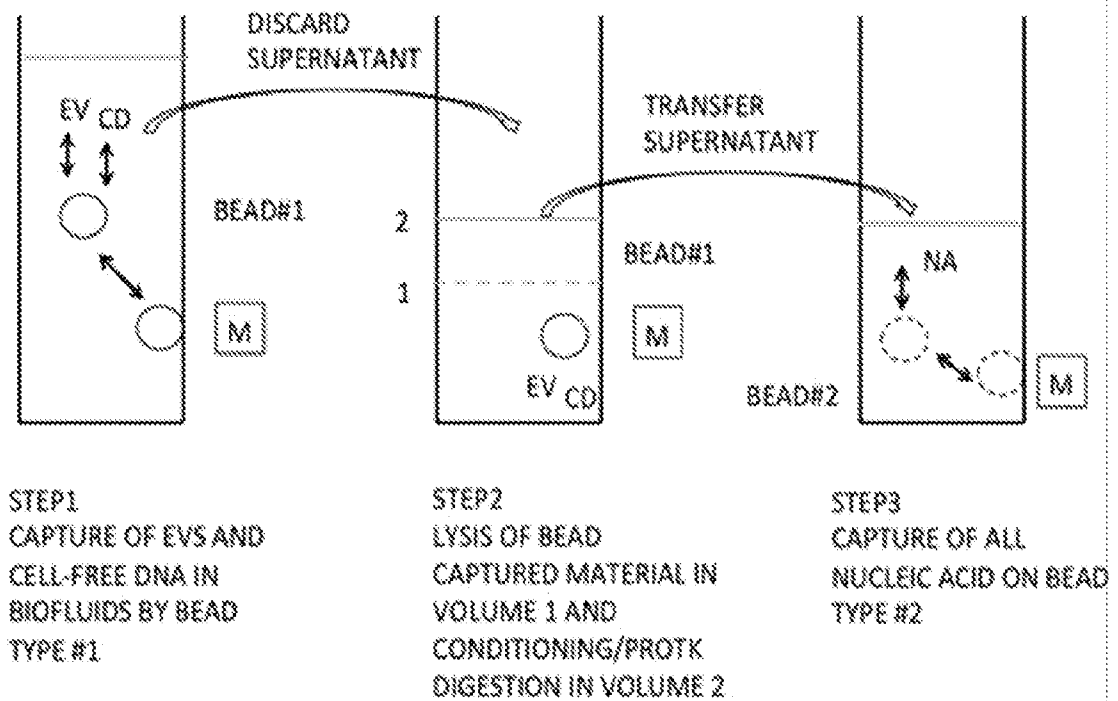 DISCARD
SUPERNATANT
TRANSFER
SUPERNATANT
EV CD
BEAD#1
M
2
1
BEAD#1
M
EV CD
NA
BEAD#2
M
STEP1
CAPTURE OF EVS AND
CELL-FREE DNA IN
BIOFLUIDS BY BEAD
TYPE #1
STEP2
LYSIS OF BEAD
CAPTURED MATERIAL IN
VOLUME 1 AND
CONDITIONING/PROTK
DIGESTION IN VOLUME 2
STEP3
CAPTURE OF ALL
NUCLEIC ACID ON BEAD
TYPE #2